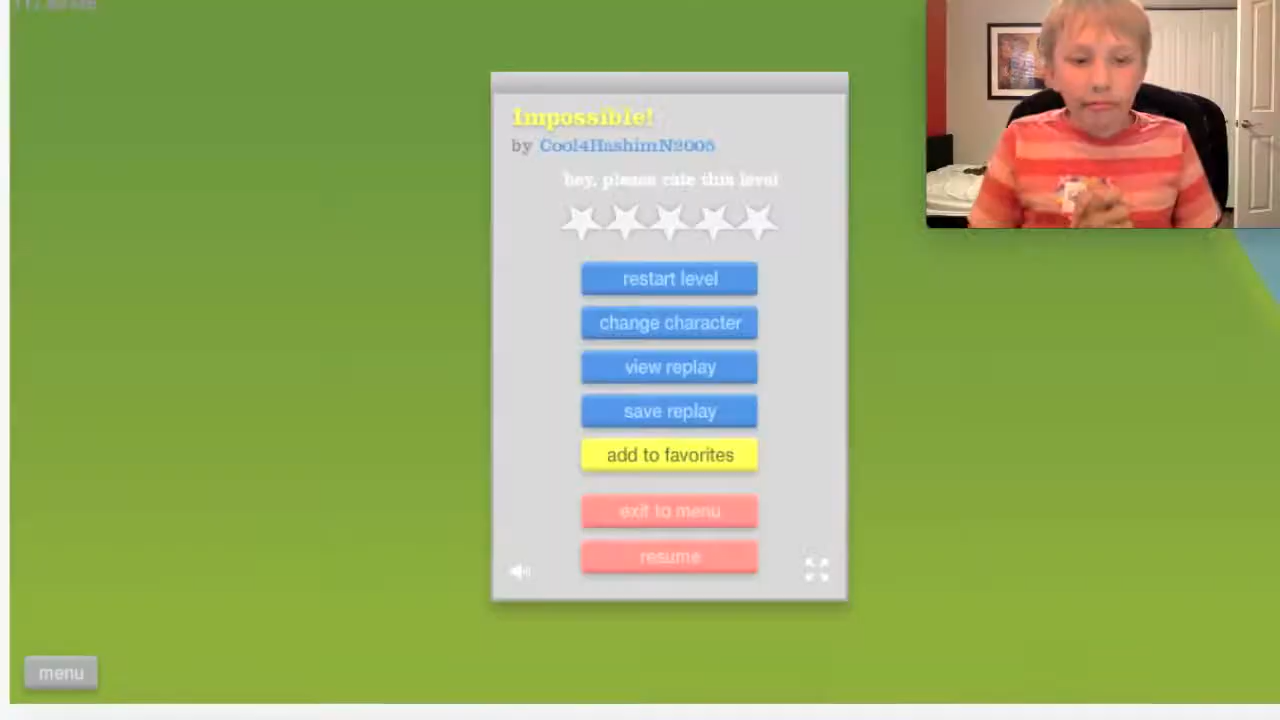 Impossible!
by Cool4HashimN2005
hey, please rate this level
restart level
change character
view replay
save replay
add to favorites
exit to menu
resume
menu